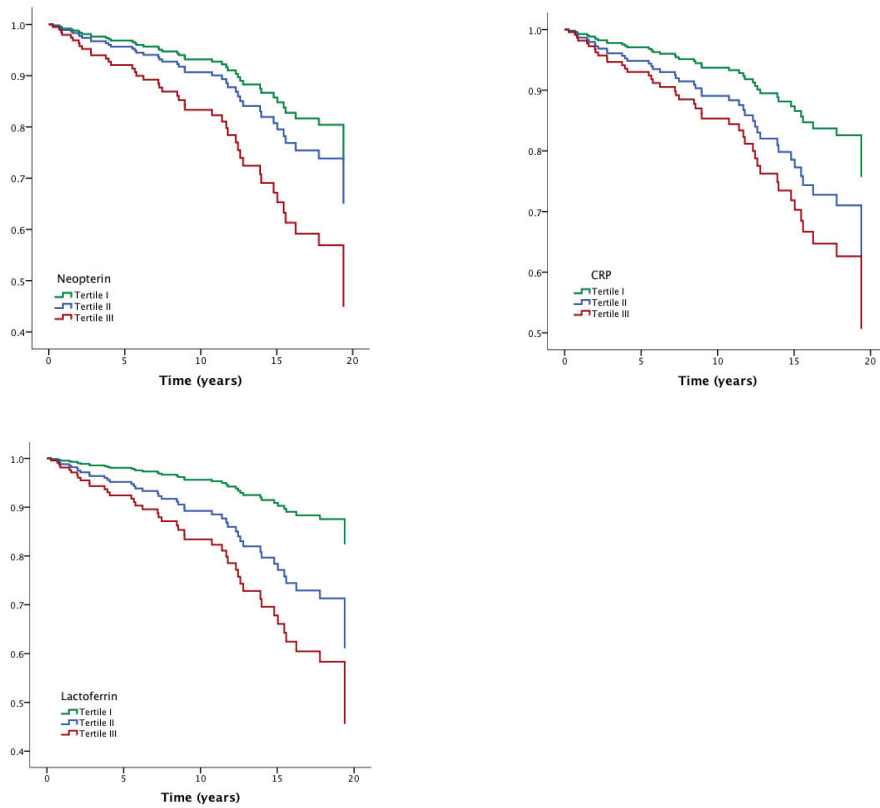 1.0
0.9
0.8
0.7
0.6
0.5
0.4
Neopterin
Tertile I
Tertile II
Tertile III
0 5 10 15 20
Time (years)
1.0
0.9
0.8
0.7
0.6
0.5
CRP
Tertile I
Tertile II
Tertile III
0 5 10 15 20
Time (years)
1.0
0.9
0.8
0.7
0.6
0.5
0.4
Lactoferrin
Tertile I
Tertile II
Tertile III
0 5 10 15 20
Time (years)